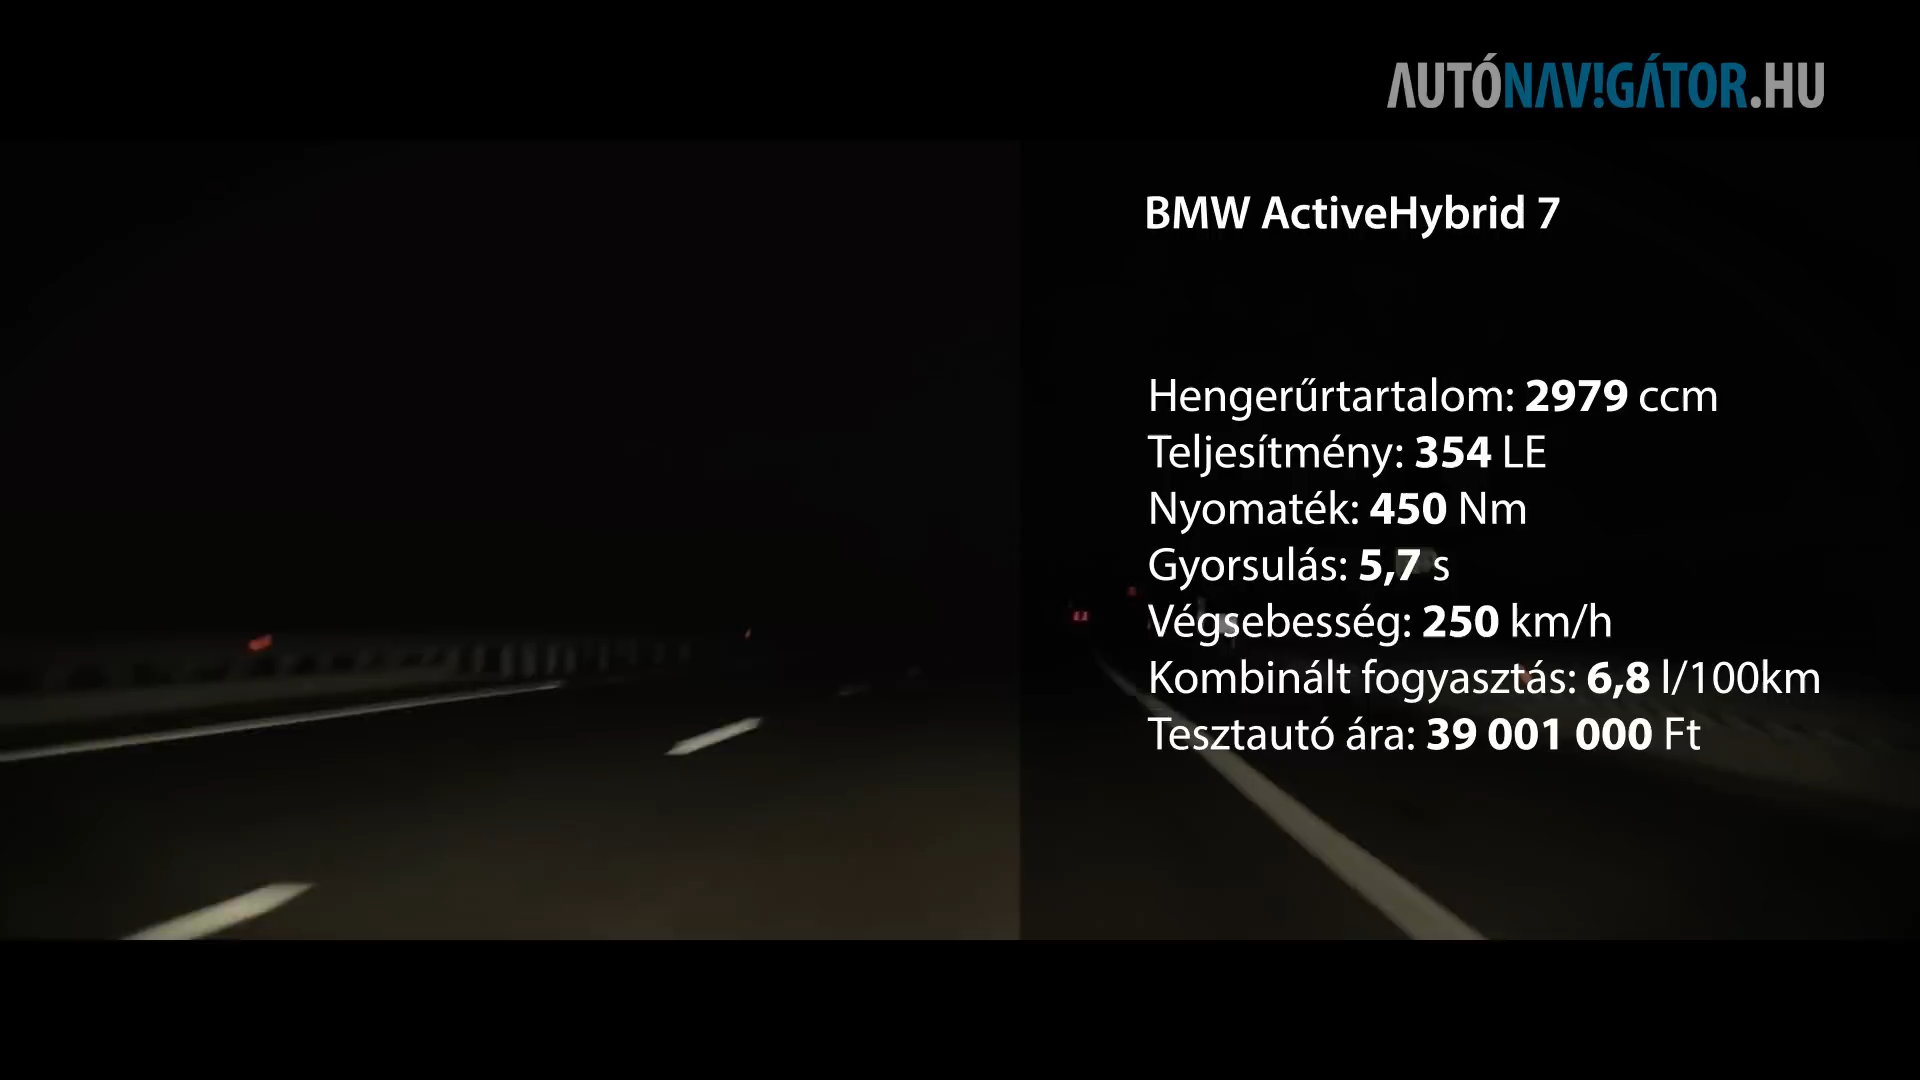 AUTÓNAV!GÁTOR.HU
BMW ActiveHybrid 7
Hengerűrtartalom: 2979 ccm
Teljesítmény: 354 LE
Nyomaték: 450 Nm
Gyorsulás: 5,7 s
Végsebesség: 250 km/h
Kombinált fogyasztás: 6,8 l/100km
Tesztautó ára: 39 001 000 Ft